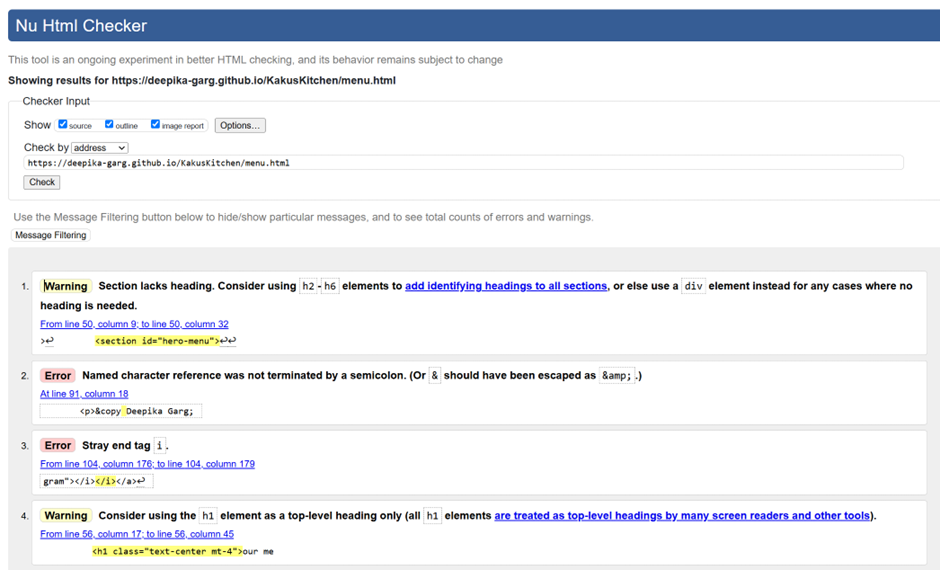 Nu Html Checker
This tool is an ongoing experiment in better HTML checking, and its behavior remains subject to change
Showing results for https://deepika-garg.github.io/KakusKitchen/menu.html
Checker Input
Show source outline image report Options...
Check by address
https://deepika-garg.github.io/KakusKitchen/menu.html
Check
Use the Message Filtering button below to hide/show particular messages, and to see total counts of errors and warnings.
Message Filtering
1. Warning Section lacks heading. Consider using h2-h6 elements to add identifying headings to all sections, or else use a div element instead for any cases where no
heading is needed.
From line 50, column 9; to line 50, column 32
>↩ <section id="hero-menu">↩↩
2. Error Named character reference was not terminated by a semicolon. (Or & should have been escaped as &amp;.)
At line 91, column 18
<p>&copy Deepika Garg;
3. Error Stray end tag i.
From line 104, column 176; to line 104, column 179
gram"></i></i></a>↩
4. Warning Consider using the h1 element as a top-level heading only (all h1 elements are treated as top-level headings by many screen readers and other tools).
From line 56, column 17; to line 56, column 45
<h1 class="text-center mt-4">our me